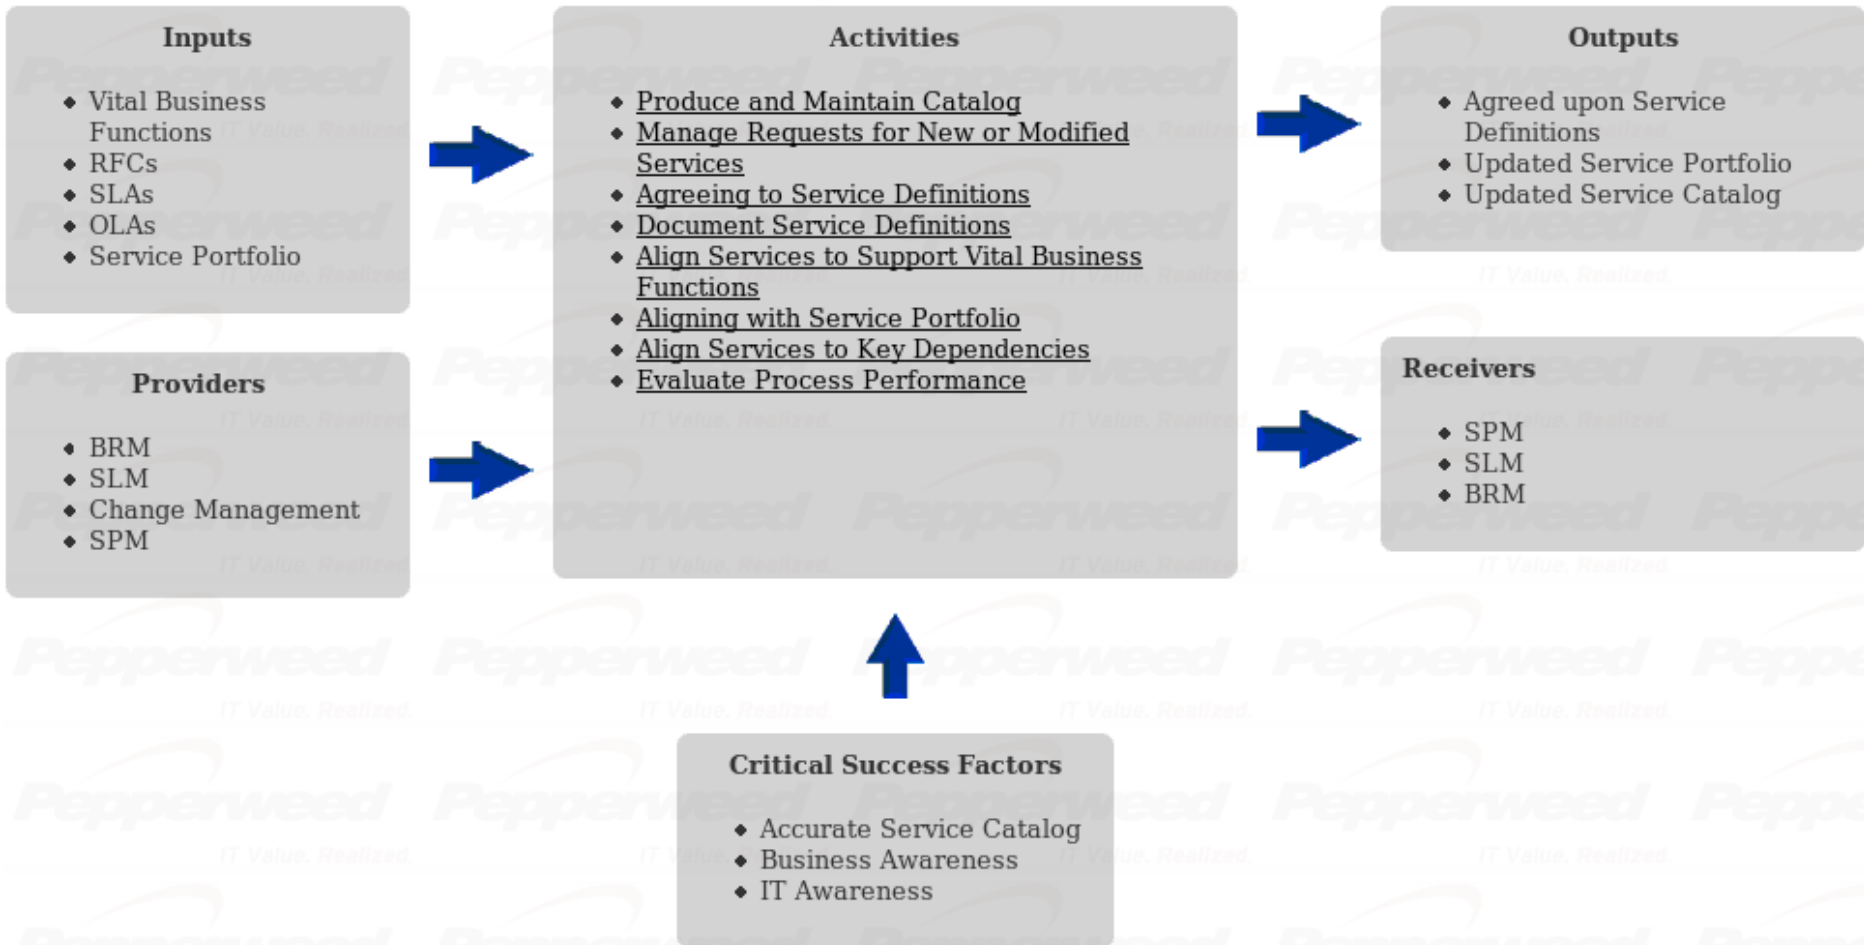 Inputs
Vital Business
Functions
RFCs
SLAs
OLAs
Service Portfolio
Providers
BRM
SLM
Change Management
SPM
Activities
Produce and Maintain Catalog
Manage Requests for New or Modified
Services
Agreeing to Service Definitions
Document Service Definitions
Align Services to Support Vital Business
Functions
Aligning with Service Portfolio
Align Services to Key Dependencies
Evaluate Process Performance
Outputs
Agreed upon Service
Definitions
Updated Service Portfolio
Updated Service Catalog
Receivers
SPM
SLM
BRM
Critical Success Factors
Accurate Service Catalog
Business Awareness
IT Awareness
Pepperweed
IT Value. Realized.